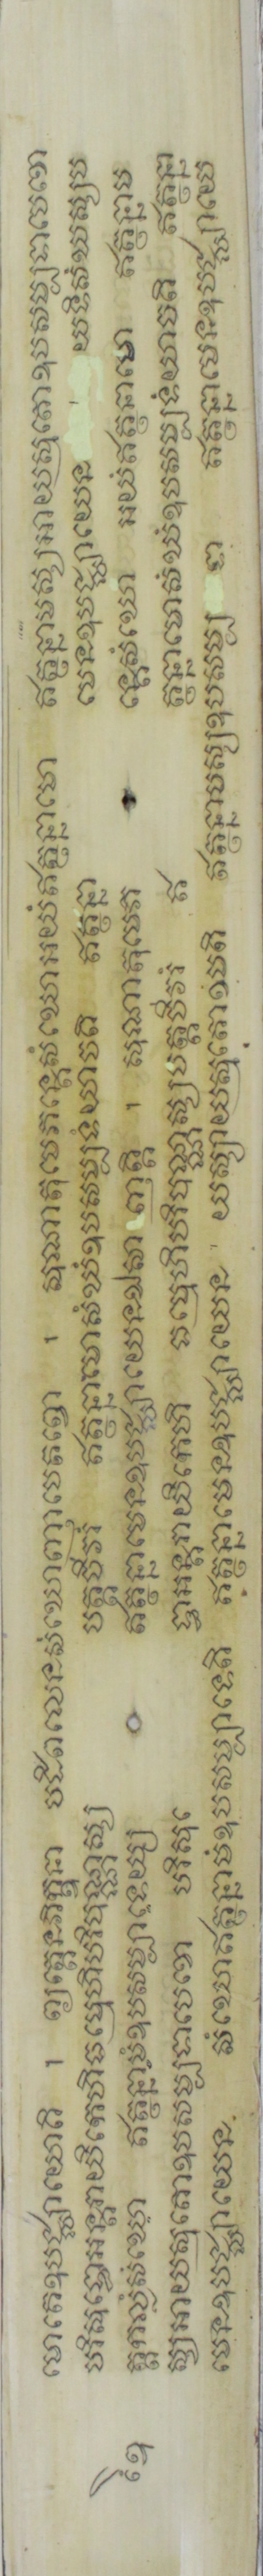 មោតេឧបជ្ឈាយោតិ ។ ព្យត្តេនភិក្ខុនា បដិពលេនសំឃោញាបេតព្វោ ។ សុណាតុមេភន្តេសំឃោអយំឥត្ថន្នាមោ ឥត្ថន្នាមស្សអាយស្មតោឧបសម្បទាបេខោ
បរិសុទ្ធោអន្តរាយិកេហិធម្មេហិបរិបុណ្ណស្ស បត្តចីវរំ ឥត្ថន្នាមោសំឃំឧបសម្បទំយាចតិ ឥត្ថន្នា មេនឧបជ្ឈាយេន ។ យទិសំឃស្សប
ត្តកល្លំសំឃោ ឥត្ថន្នាមំឧបសម្បាទេយ្យ ឥត្ថន្នាមេនឧបជ្ឈាយេនឯសា ញត្តិ ។ សុណាតុមេភ ន្តេសំឃោ អយំឥត្ថនាមោ ឥត្ថន្នាម
ស្សអាយស្មតោឧបសម្បទាបេខោ បរិសុទ្ធោអន្តរាយិកេហិ ធម្មេហិបរិបុណ្ណស្សបត្តចីវរំ ឥ ត្ថន្នាមោសំឃំឧបសម្បទំយាចតិ ឥត្ថន្នា
មេនឧបជ្ឈាយេន សំឃោឥត្ថន្នាមំឧបសម្បាទេតិ ឥត្ថន្នាមេនឧបជ្ឈាយេន ។ យស្សាយស្មតោខមតិ ឥត្ថន្នាមស្សឧបសម្ប ទា ឥត្ថន្នាមេនឧបជ្ឈាយេ